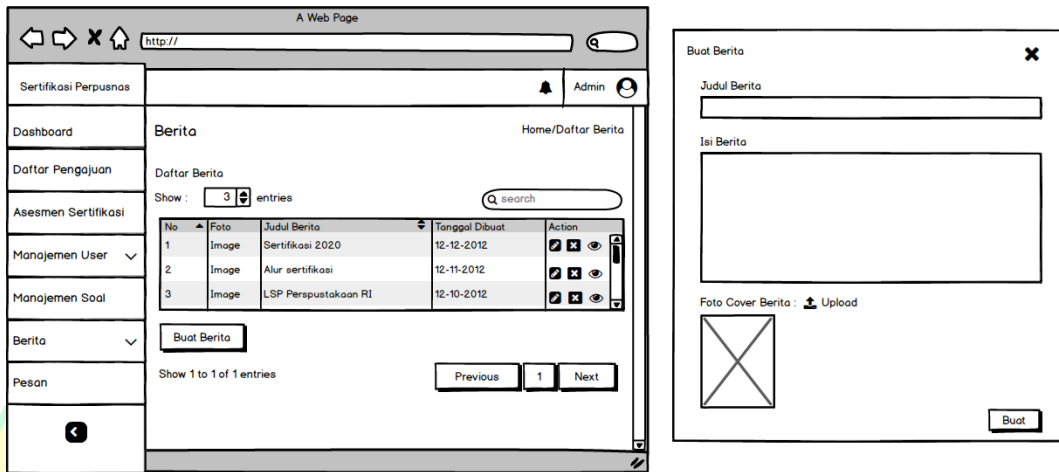 A Web Page
http://
Sertifikasi Perpusnas
Admin
Dashboard
Daftar Pengajuan
Asesmen Sertifikasi
Manajemen User
Manajemen Soal
Berita
Pesan
Berita
Home/Daftar Berita
Daftar Berita
Show : 3 entries
search
No Foto Judul Berita Tanggal Dibuat Action
1 Image Sertifikasi 2020 12-12-2012
2 Image Alur sertifikasi 12-11-2012
3 Image LSP Perspustakaan RI 12-10-2012
Buat Berita
Show 1 to 1 of 1 entries
Previous 1 Next
Buat Berita
Judul Berita
Isi Berita
Foto Cover Berita : Upload
Buat